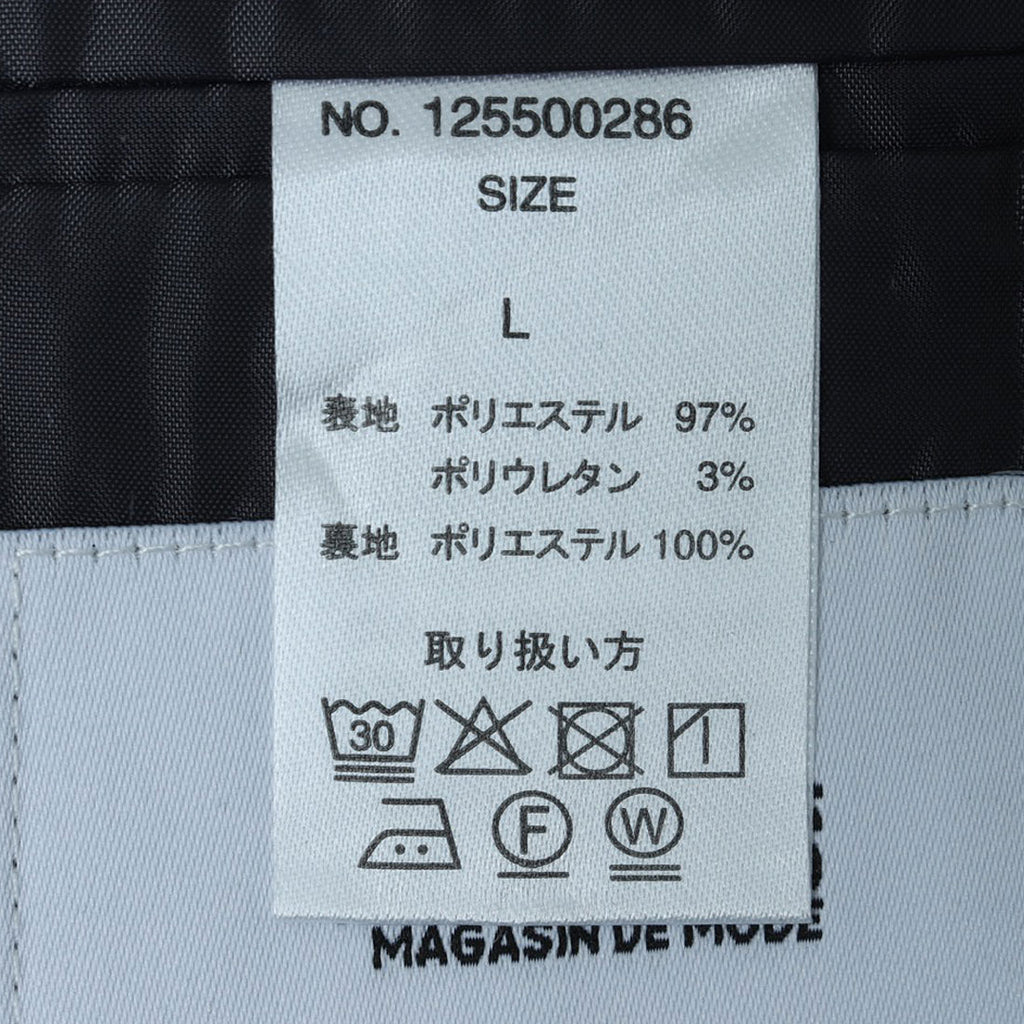 NO. 125500286
SIZE
L
表地 ポリエステル 97%
ポリウレタン 3%
裏地 ポリエステル 100%
取り扱い方
30
F W
MAGASIN DE MODE